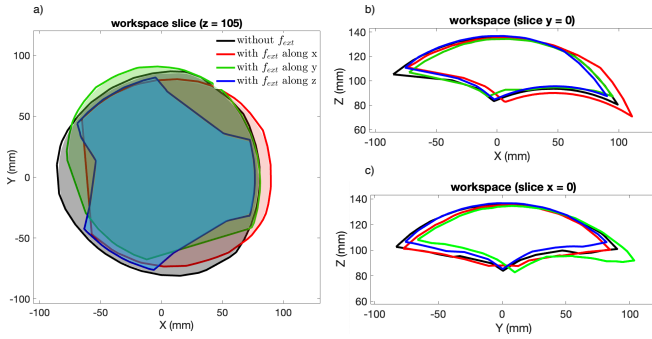 a)
workspace slice (z = 105)
without f_ext
with f_ext along x
with f_ext along y
with f_ext along z
100
50
0
-50
-100
Y (mm)
-100
-50
0
50
100
X (mm)
b)
workspace (slice y = 0)
140
120
100
80
60
Z (mm)
-100
-50
0
50
100
X (mm)
c)
workspace (slice x = 0)
140
120
100
80
60
Z (mm)
-100
-50
0
50
100
Y (mm)